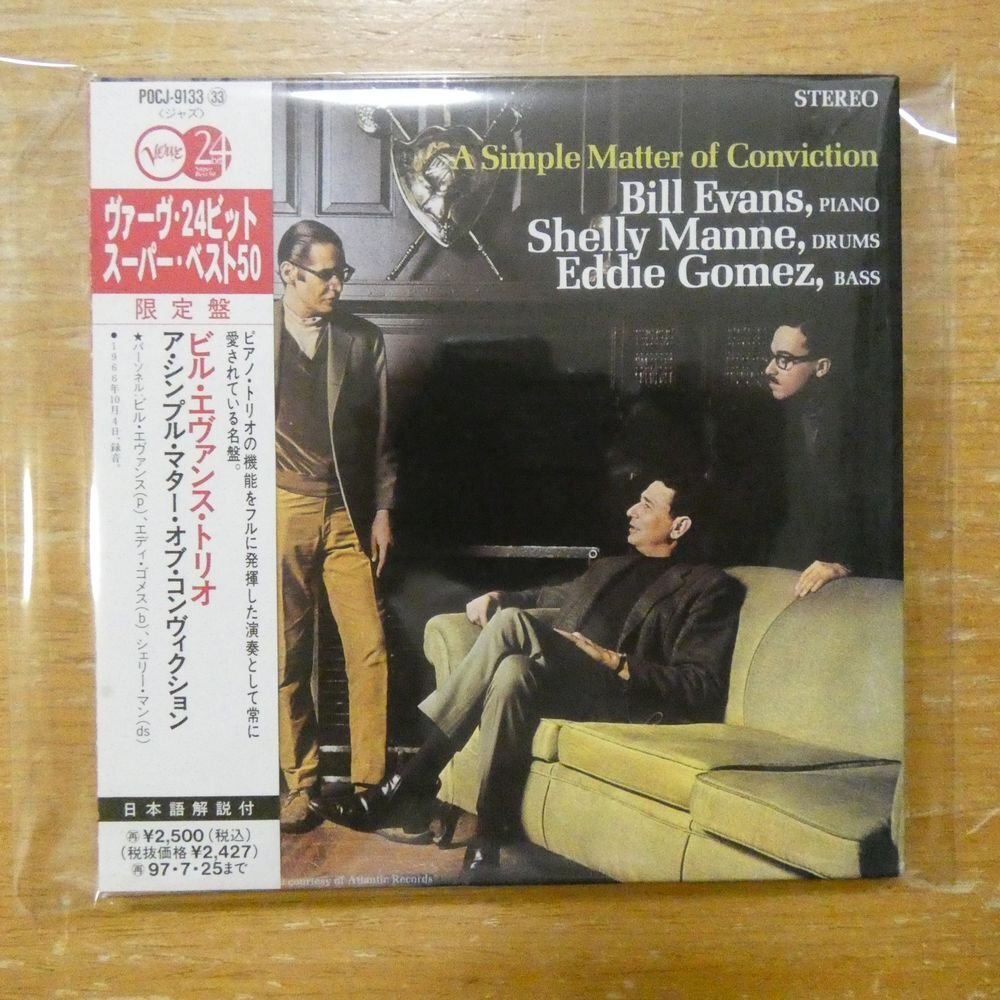 POCJ-9133 ㉝
〈ジャズ〉
Verve
24bit
Super Best 50
ヴァーヴ・24ビット
スーパー・ベスト50
限定盤
ピアノ・トリオの機能をフルに発揮した演奏として常に
愛されている名盤。
ビル・エヴァンス・トリオ
ア・シンプル・マター・オブ・コンヴィクション
★パーソネル：ビル・エヴァンス(p)、エディ・ゴメス(b)、シェリー・マン(ds)
●1966年10月4日、録音。
日本語解説付
再 ¥2,500(税込)
(税抜価格 ¥2,427)
再 97・7・25まで
STEREO
A Simple Matter of Conviction
Bill Evans, PIANO
Shelly Manne, DRUMS
Eddie Gomez, BASS
courtesy of Atlantic Records